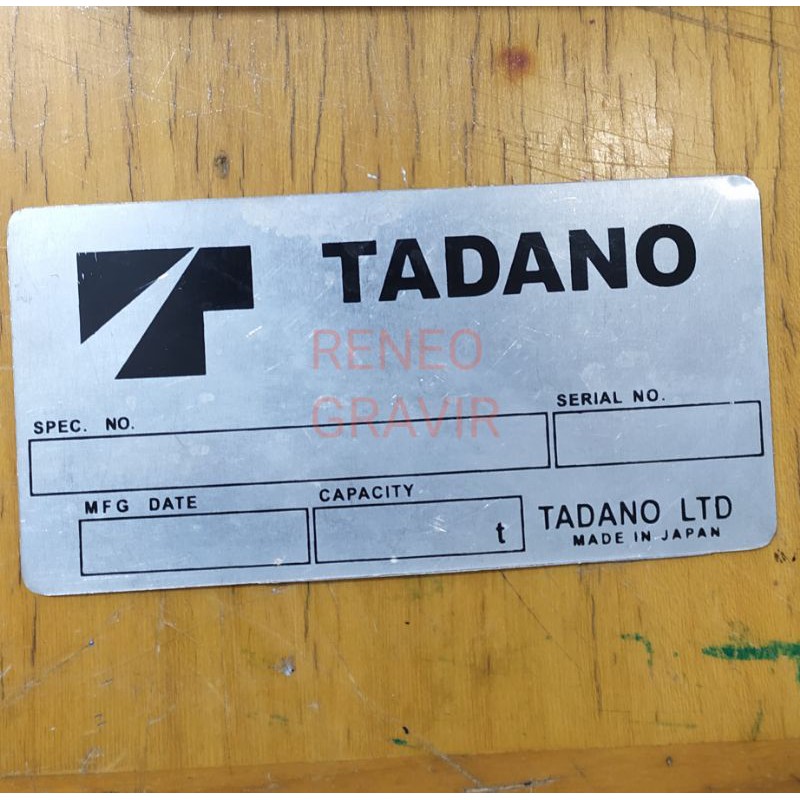 TADANO
RENEO
GRAVIR
SPEC. NO.
SERIAL NO.
MFG DATE
CAPACITY
t
TADANO LTD
MADE IN JAPAN